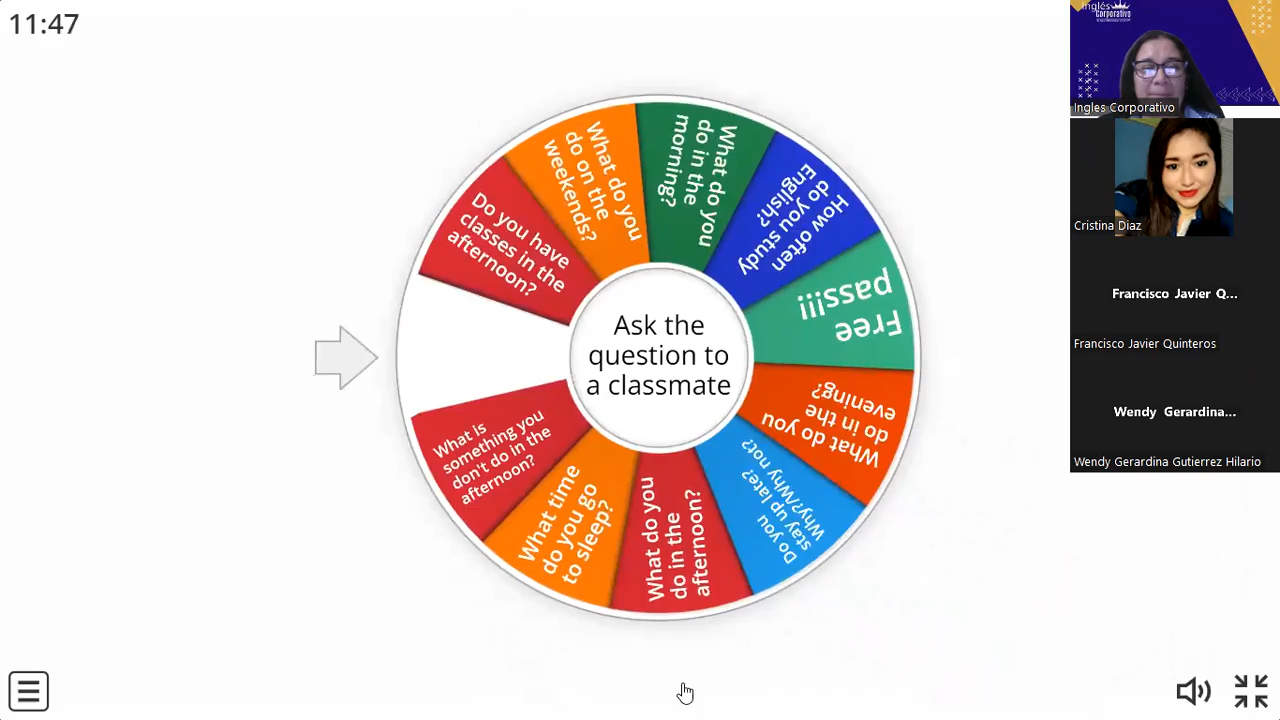 11:47
What do you
do in the
morning?
How often
do you study
English?
Free
pass!!!
What do you
do in the
evening?
Do you
stay up late?
Why?/Why not?
What do you
do in the
afternoon?
What time
do you go
to sleep?
What is
something you
don't do in the
afternoon?
Do you have
classes in the
afternoon?
What do you
do on the
weekends?
Ask the
question to
a classmate
Inglés
Corporativo
Ingles Corporativo
Cristina Diaz
Francisco Javier Q...
Francisco Javier Quinteros
Wendy Gerardina...
Wendy Gerardina Gutierrez Hilario